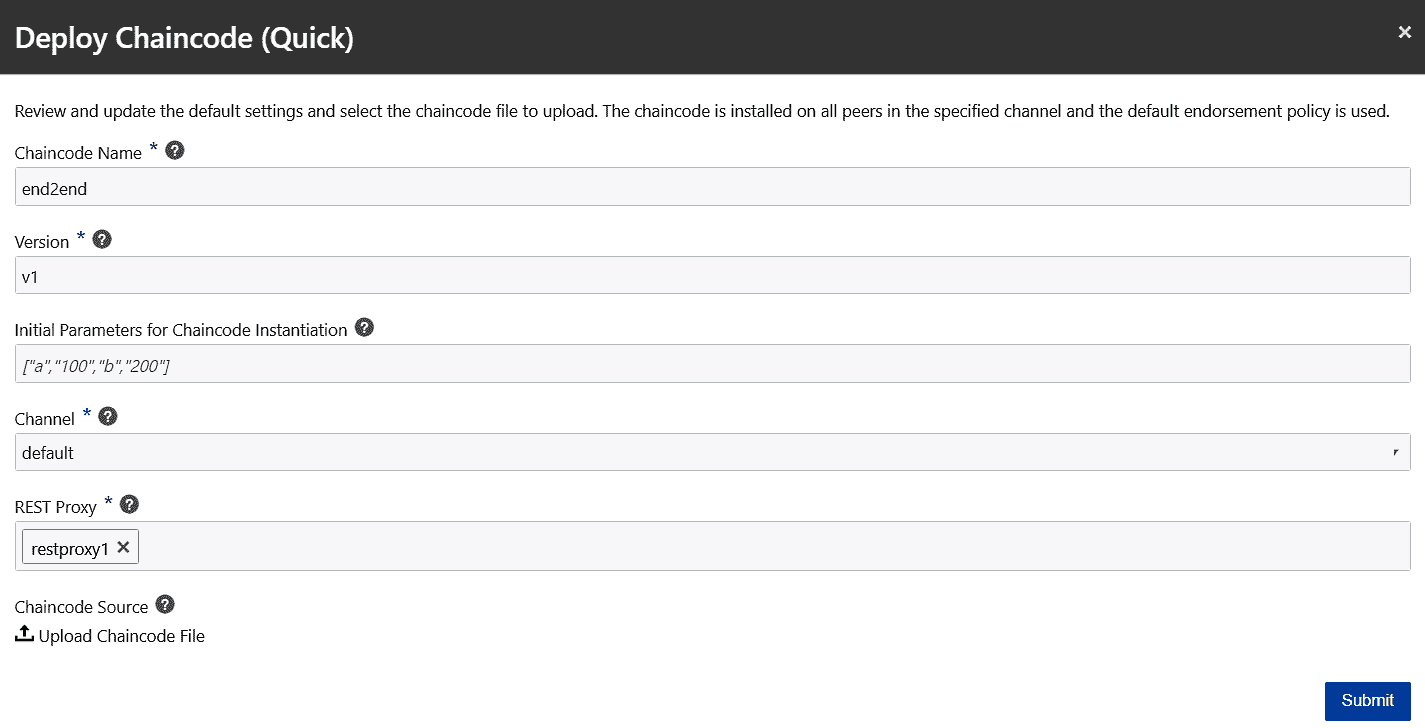 Deploy Chaincode (Quick)
Review and update the default settings and select the chaincode file to upload. The chaincode is installed on all peers in the specified channel and the default endorsement policy is used.
Chaincode Name *
end2end
Version *
v1
Initial Parameters for Chaincode Instantiation
["a","100","b","200"]
Channel *
default
REST Proxy *
restproxy1
Chaincode Source
Upload Chaincode File
Submit